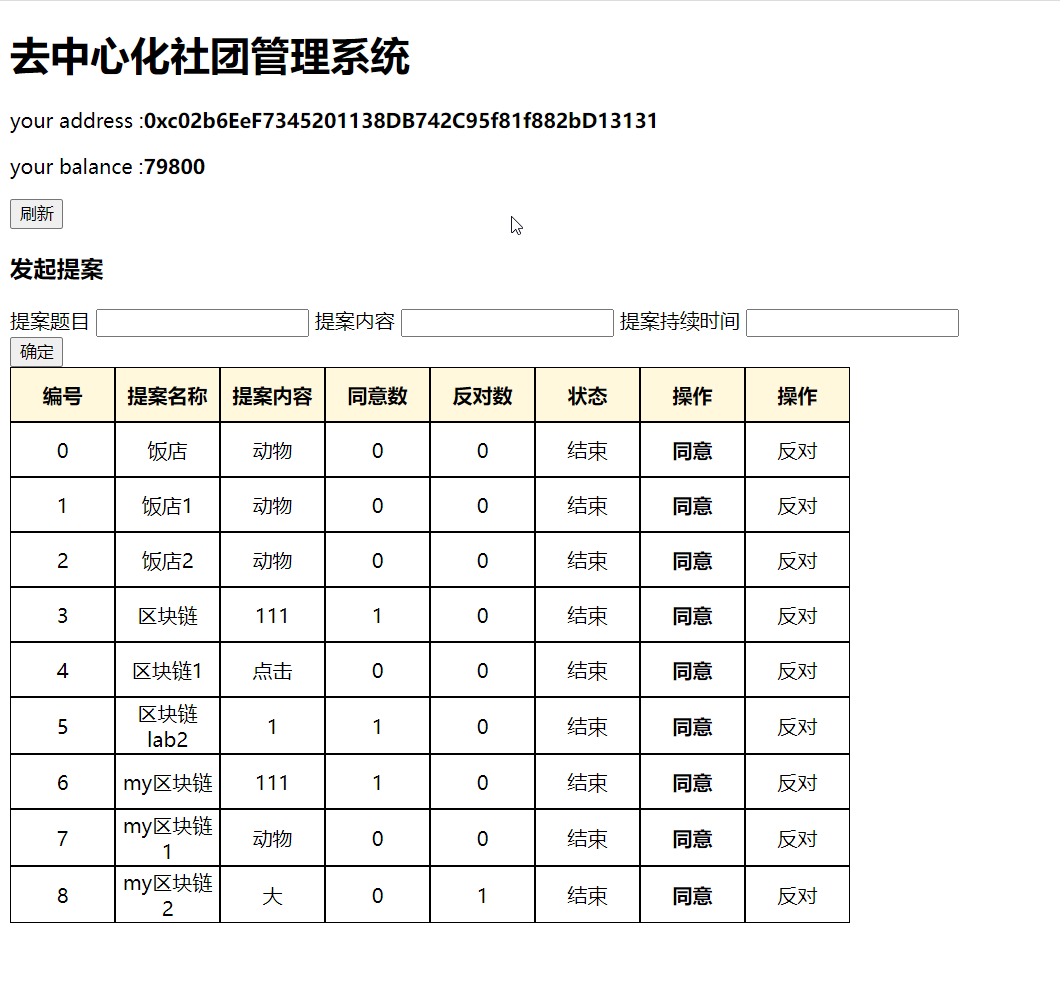 去中心化社团管理系统
your address :0xc02b6EeF7345201138DB742C95f81f882bD13131
your balance :79800
刷新
发起提案
提案题目 提案内容 提案持续时间
确定
编号 提案名称 提案内容 同意数 反对数 状态 操作 操作
0 饭店 动物 0 0 结束 同意 反对
1 饭店1 动物 0 0 结束 同意 反对
2 饭店2 动物 0 0 结束 同意 反对
3 区块链 111 1 0 结束 同意 反对
4 区块链1 点击 0 0 结束 同意 反对
5 区块链lab2 1 1 0 结束 同意 反对
6 my区块链 111 1 0 结束 同意 反对
7 my区块链1 动物 0 0 结束 同意 反对
8 my区块链2 大 0 1 结束 同意 反对